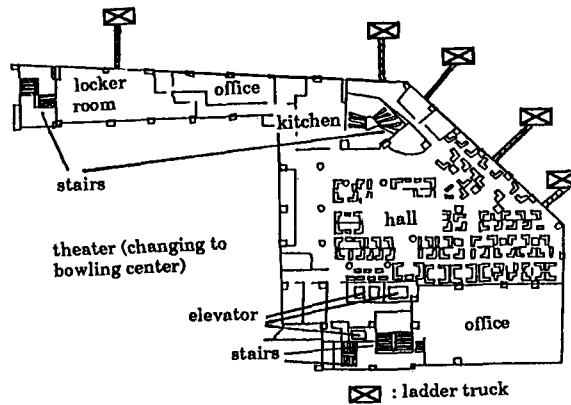 locker
room
office
kitchen
stairs
hall
theater (changing to
bowling center)
elevator
office
stairs
: ladder truck